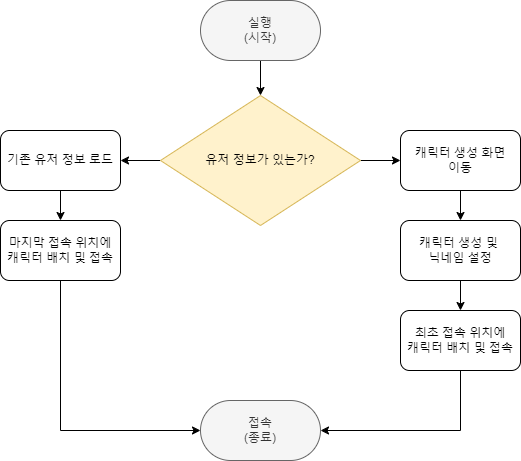 실행
(시작)
유저 정보가 있는가?
기존 유저 정보 로드
마지막 접속 위치에
캐릭터 배치 및 접속
캐릭터 생성 화면
이동
캐릭터 생성 및
닉네임 설정
최초 접속 위치에
캐릭터 배치 및 접속
접속
(종료)